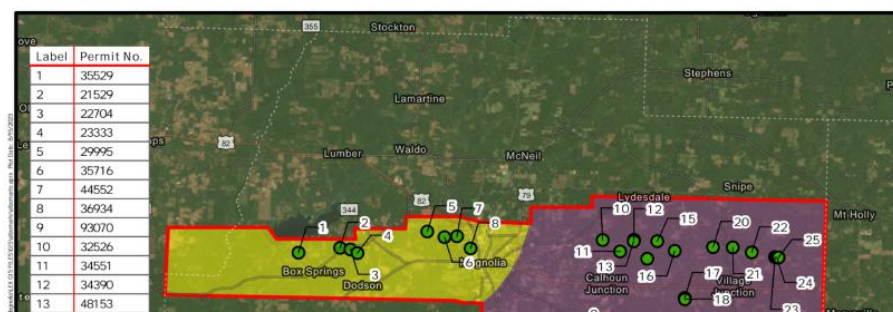 355
Stockton
Label Permit No.
1 35529
2 21529
3 22704
4 23333
5 29995
6 35716
7 44552
8 36934
9 93070
10 32526
11 34551
12 34390
13 48153
Stephens
Lamartine
82
Lumber
Waldo
McNeil
Snipe
Lydesdale
Mt Holly
344
82
79
1
2
3
4
5
6
7
8
10
11
12
13
15
16
17
18
20
21
22
23
24
25
Box Springs
Dodson
Magnolia
Calhoun
Junction
Village
Junction